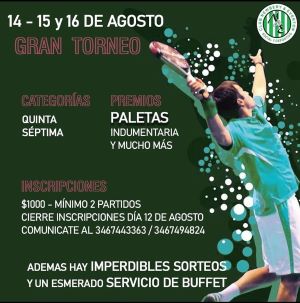 14 - 15 y 16 DE AGOSTO
GRAN TORNEO
CATEGORÍAS
QUINTA
SÉPTIMA
PREMIOS
PALETAS
INDUMENTARIA
Y MUCHO MÁS
INSCRIPCIONES
$1000 - MÍNIMO 2 PARTIDOS
CIERRE INSCRIPCIONES DÍA 12 DE AGOSTO
COMUNICATE AL 3467443363 / 3467494824
ADEMAS HAY IMPERDIBLES SORTEOS
Y UN ESMERADO SERVICIO DE BUFFET